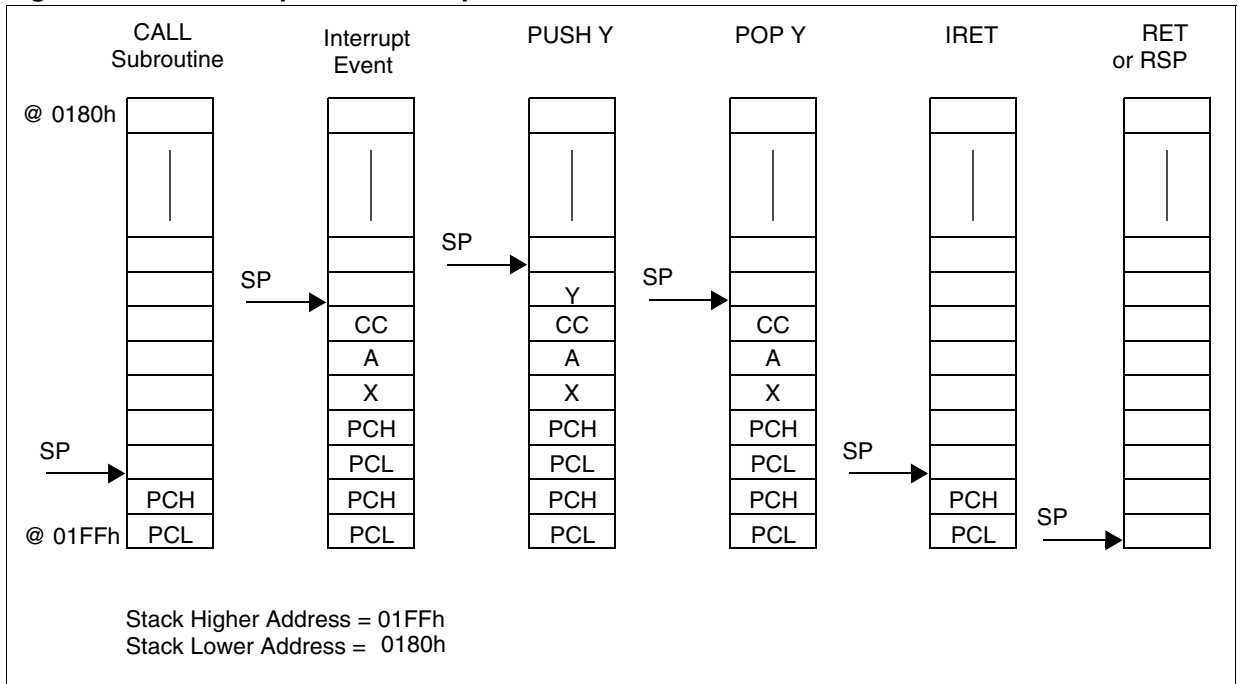 CALL
Subroutine
Interrupt
Event
PUSH Y
POP Y
IRET
RET
or RSP
@ 0180h
SP
SP
SP
Y
CC
CC
CC
A
A
A
X
X
X
PCH
PCH
PCH
SP
SP
PCL
PCL
PCL
PCH
PCH
PCH
PCH
PCH
SP
@ 01FFh
PCL
PCL
PCL
PCL
PCL
Stack Higher Address = 01FFh
Stack Lower Address = 0180h